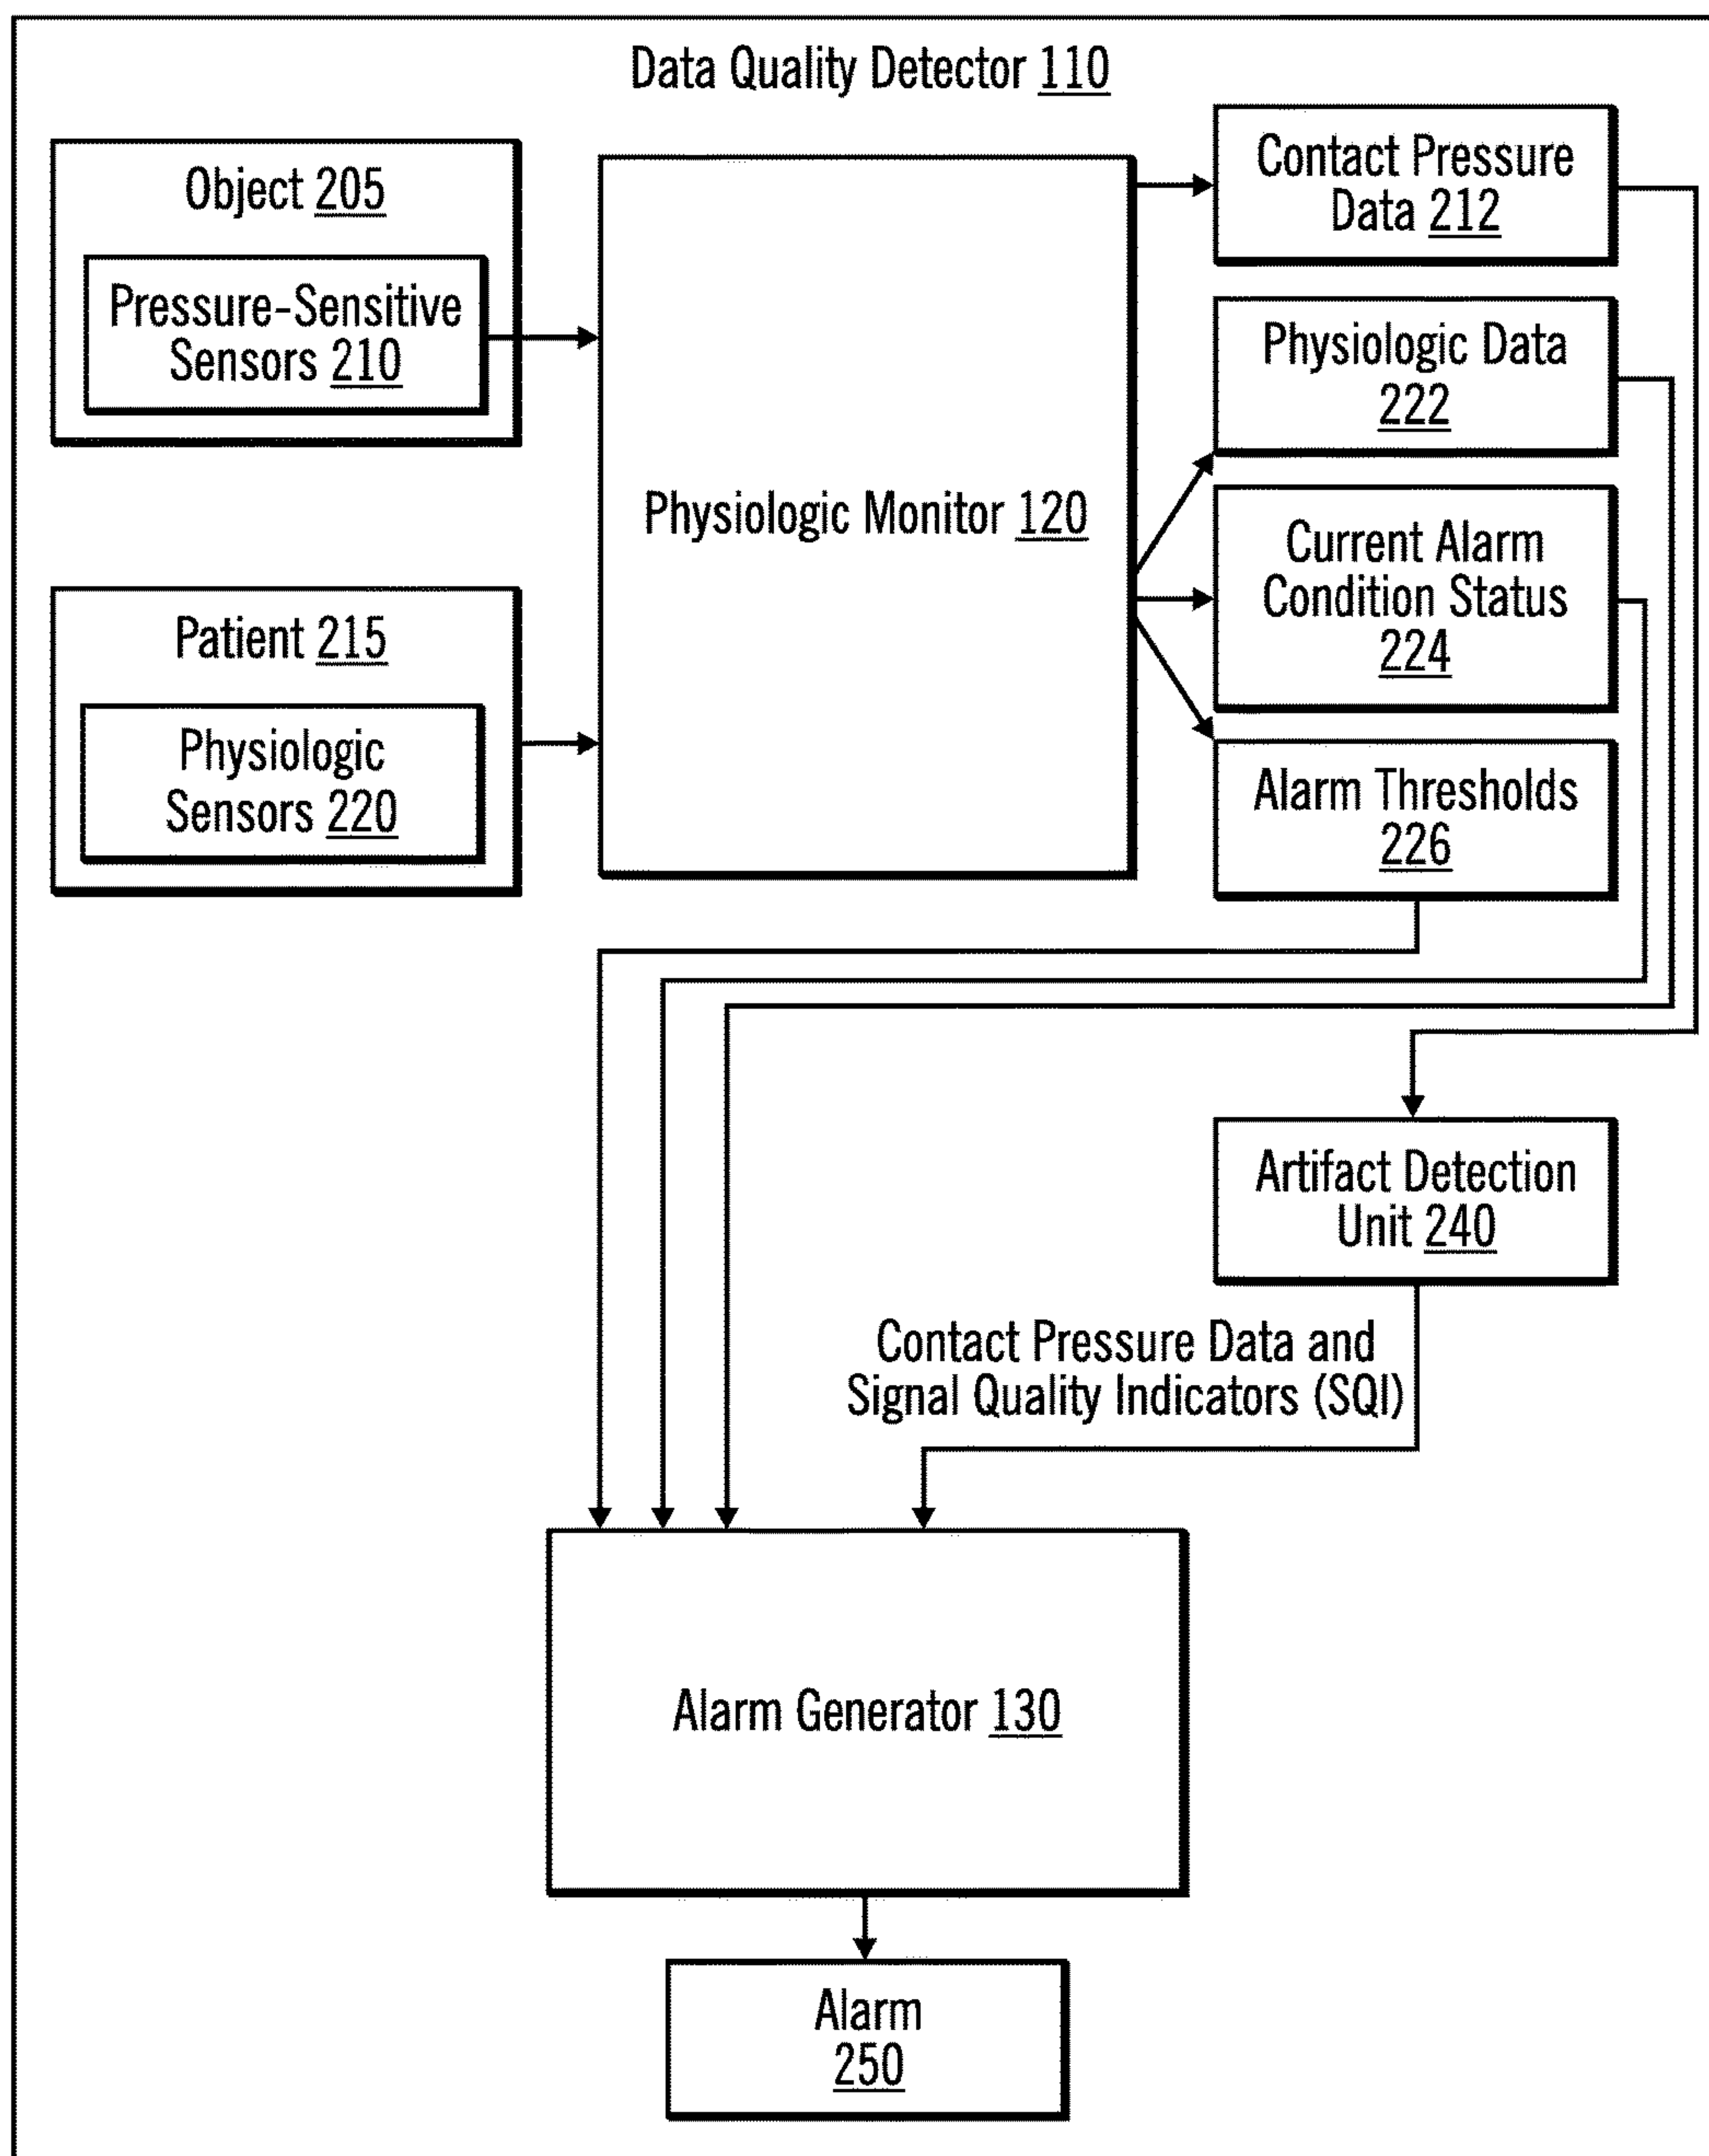 Data Quality Detector 110
Object 205
Pressure-Sensitive
Sensors 210
Patient 215
Physiologic
Sensors 220
Physiologic Monitor 120
Contact Pressure
Data 212
Physiologic Data
222
Current Alarm
Condition Status
224
Alarm Thresholds
226
Artifact Detection
Unit 240
Contact Pressure Data and
Signal Quality Indicators (SQI)
Alarm Generator 130
Alarm
250